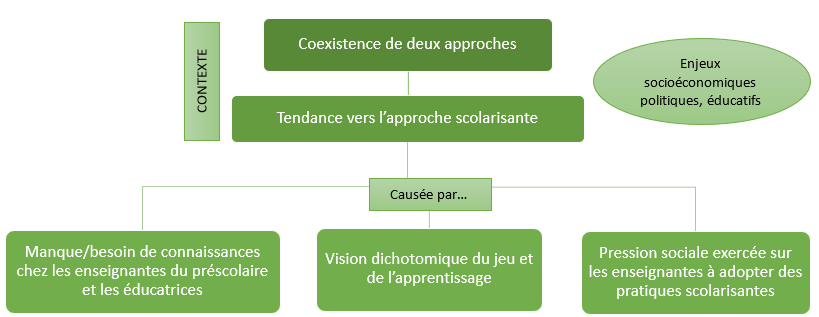 CONTEXTE
Coexistence de deux approches
Enjeux
socioéconomiques
politiques, éducatifs
Tendance vers l'approche scolarisante
Causée par…
Manque/besoin de connaissances
chez les enseignantes du préscolaire
et les éducatrices
Vision dichotomique du jeu et
de l'apprentissage
Pression sociale exercée sur
les enseignantes à adopter des
pratiques scolarisantes